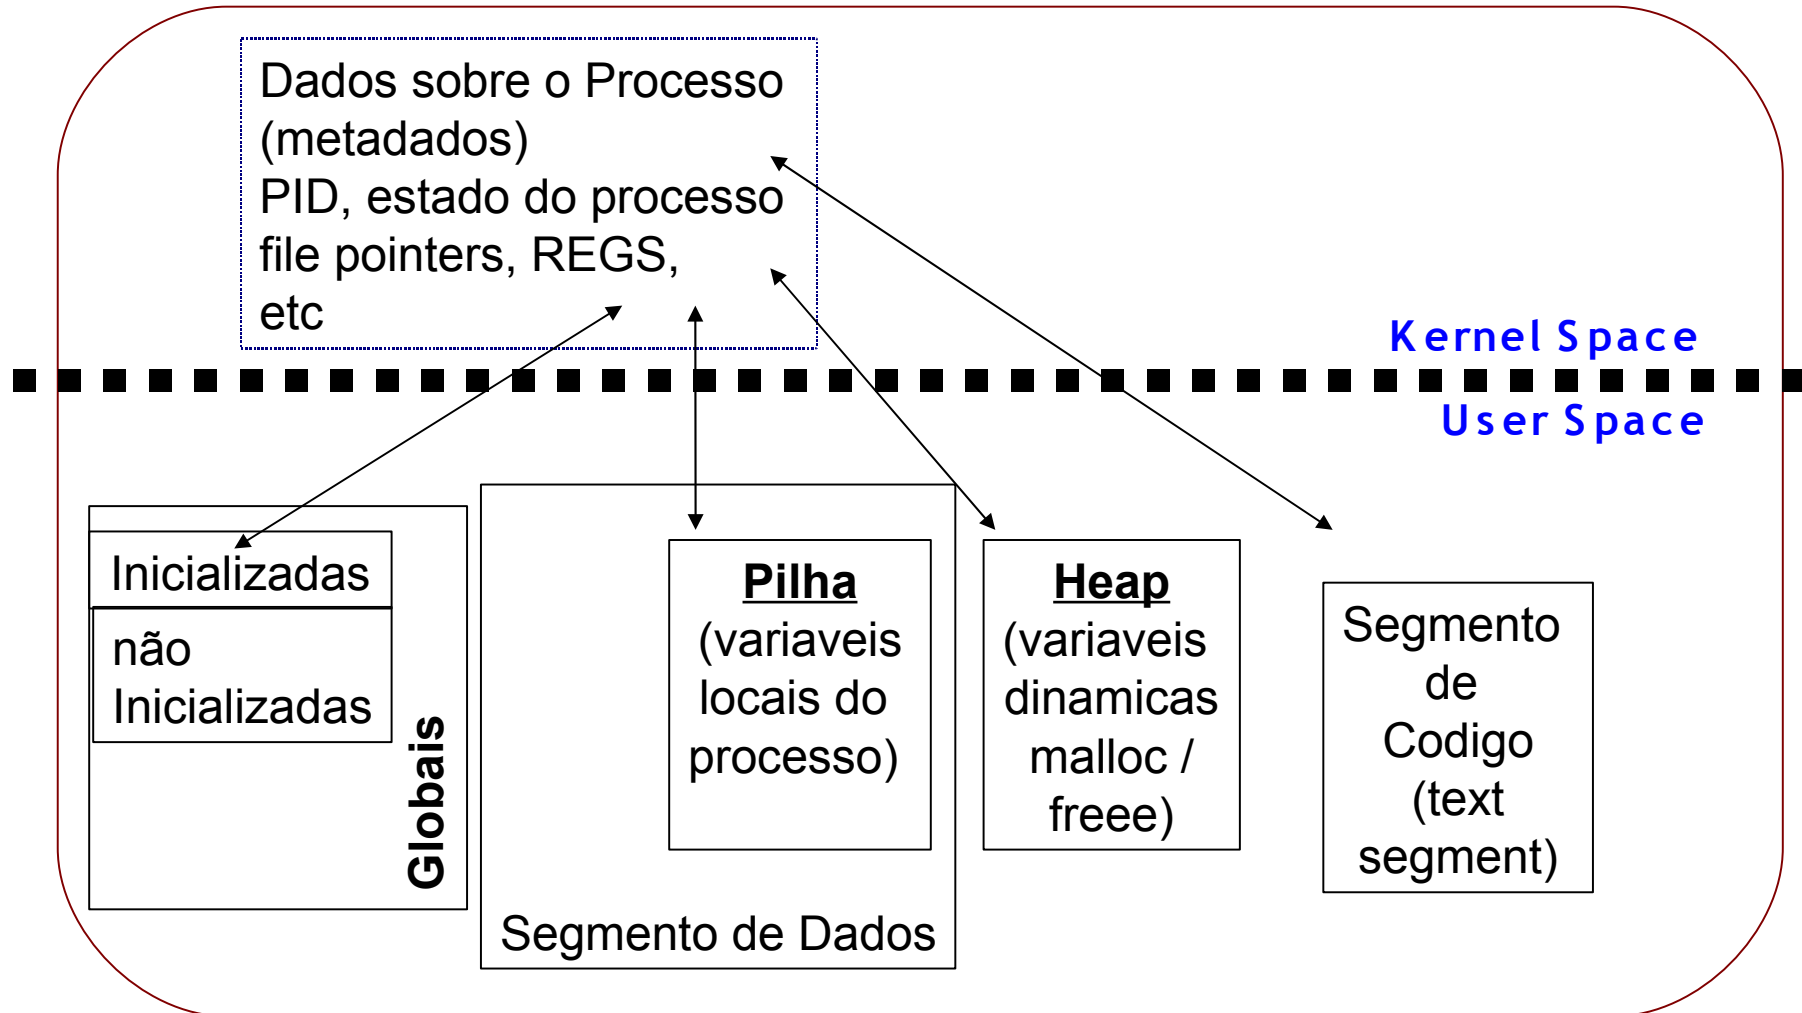 Dados sobre o Processo
(metadados)
PID, estado do processo
file pointers, REGS,
etc
Kernel Space
User Space
Inicializadas
não
Inicializadas
Globais
Pilha
(variaveis
locais do
processo)
Segmento de Dados
Heap
(variaveis
dinamicas
malloc /
freee)
Segmento
de
Codigo
(text
segment)